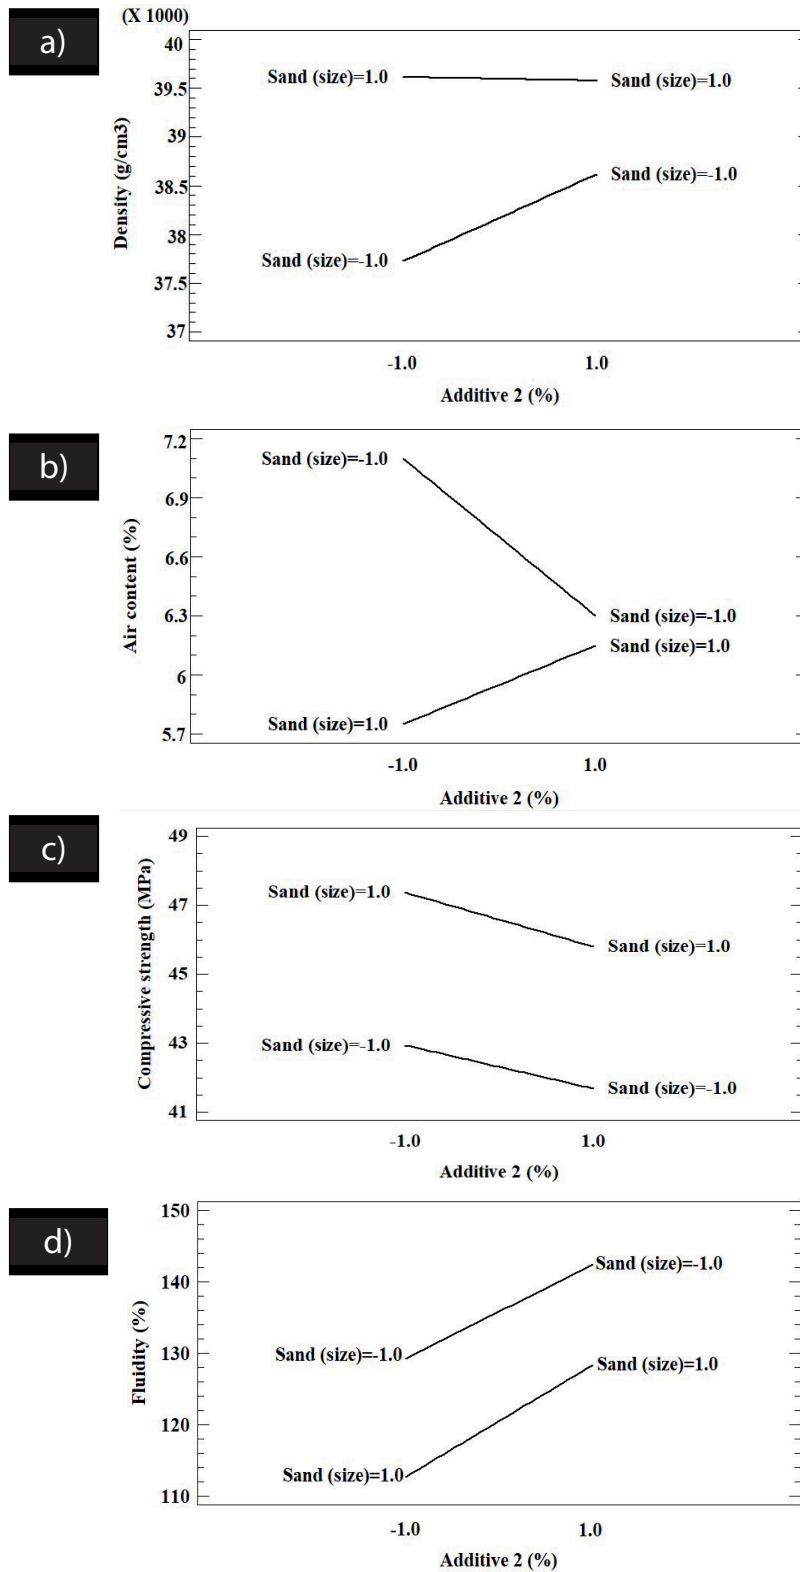 (X 1000)
a)
40
39.5
39
38.5
38
37.5
37
Density (g/cm3)
Sand (size)=1.0
Sand (size)=1.0
Sand (size)=-1.0
Sand (size)=-1.0
-1.0 1.0
Additive 2 (%)
b)
7.2
6.9
6.6
6.3
6
5.7
Air content (%)
Sand (size)=-1.0
Sand (size)=-1.0
Sand (size)=1.0
Sand (size)=1.0
-1.0 1.0
Additive 2 (%)
c)
49
47
45
43
41
Compressive strength (MPa)
Sand (size)=1.0
Sand (size)=1.0
Sand (size)=-1.0
Sand (size)=-1.0
-1.0 1.0
Additive 2 (%)
d)
150
140
130
120
110
Fluidity (%)
Sand (size)=-1.0
Sand (size)=-1.0
Sand (size)=1.0
Sand (size)=1.0
-1.0 1.0
Additive 2 (%)